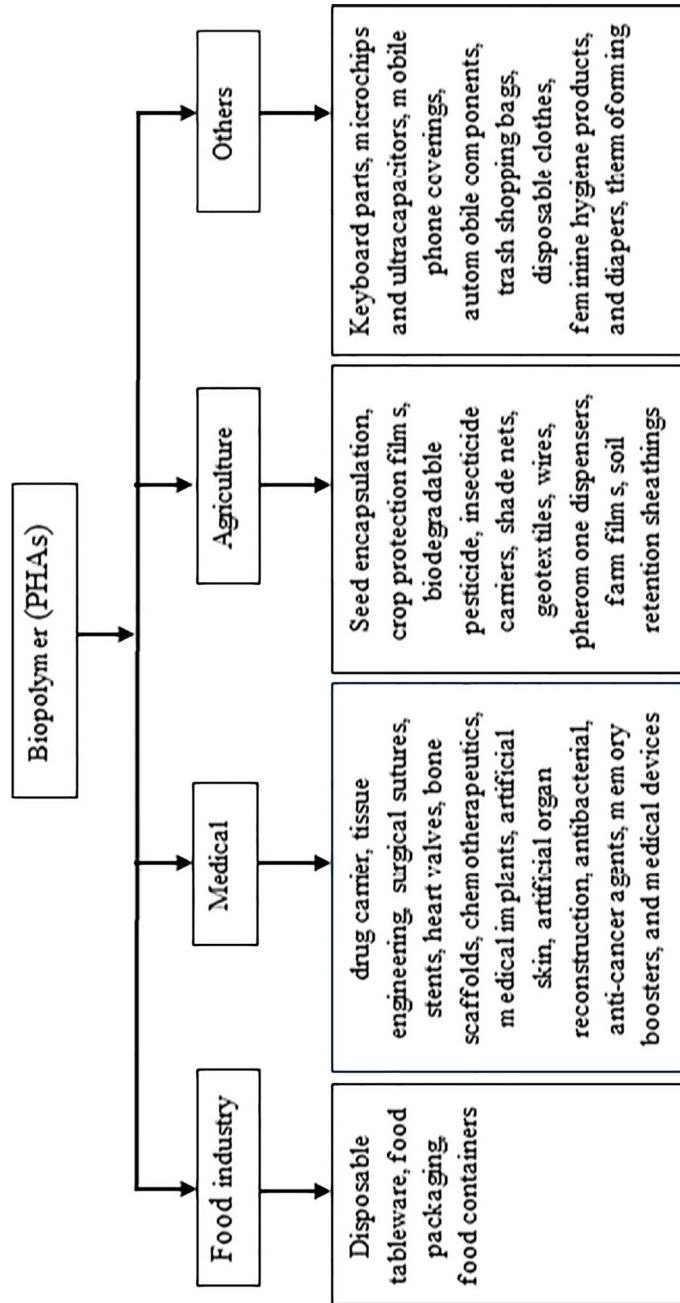 Biopolymer (PHAs)
Food industry
Medical
Agriculture
Others
Disposable
tableware, food
packaging,
food containers
drug carrier, tissue
engineering, surgical sutures,
stents, heart valves, bone
scaffolds, chemotherapeutics,
medical implants, artificial
skin, artificial organ
reconstruction, antibacterial,
anti-cancer agents, memory
boosters, and medical devices
Seed encapsulation,
crop protection films,
biodegradable
pesticide, insecticide
carriers, shade nets,
geotextiles, wires,
pheromone dispensers,
farm films, soil
retention sheathings
Keyboard parts, microchips
and ultracapacitors, mobile
phone coverings,
automobile components,
trash shopping bags,
disposable clothes,
feminine hygiene products,
and diapers, thermoforming